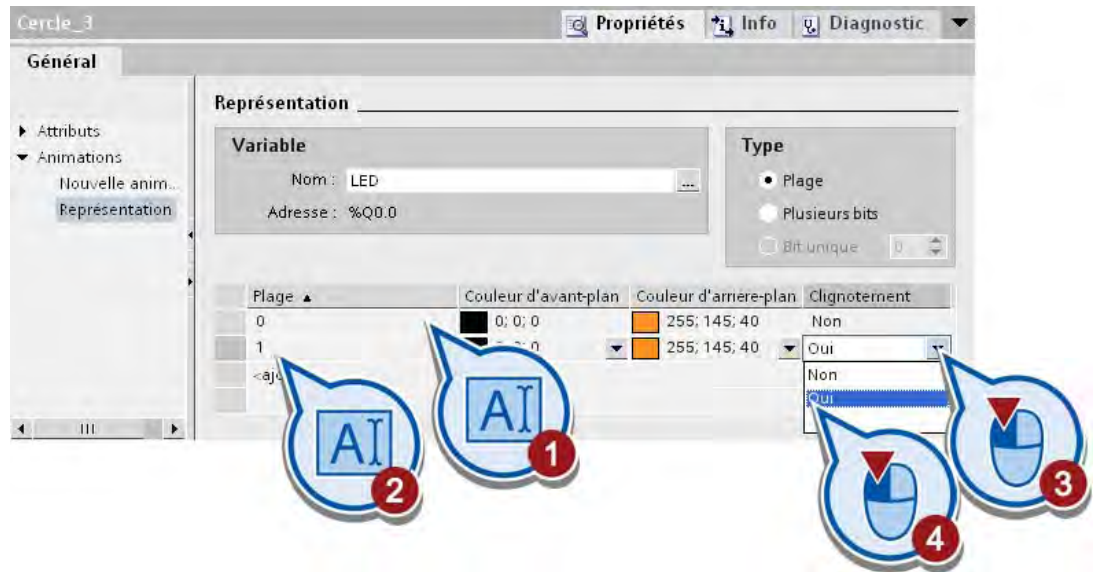 Cercle_3 Propriétés Info Diagnostic
Général
Attributs
Animations
Nouvelle anim...
Représentation
Représentation
Variable
Nom : LED ...
Adresse : %Q0.0
Type
Plage
Plusieurs bits
Bit unique 0
Plage Couleur d'avant-plan Couleur d'arrière-plan Clignotement
0 0; 0; 0 255; 145; 40 Non
1 255; 145; 40 Oui
Non
Oui
AI 1
AI 2
3
4